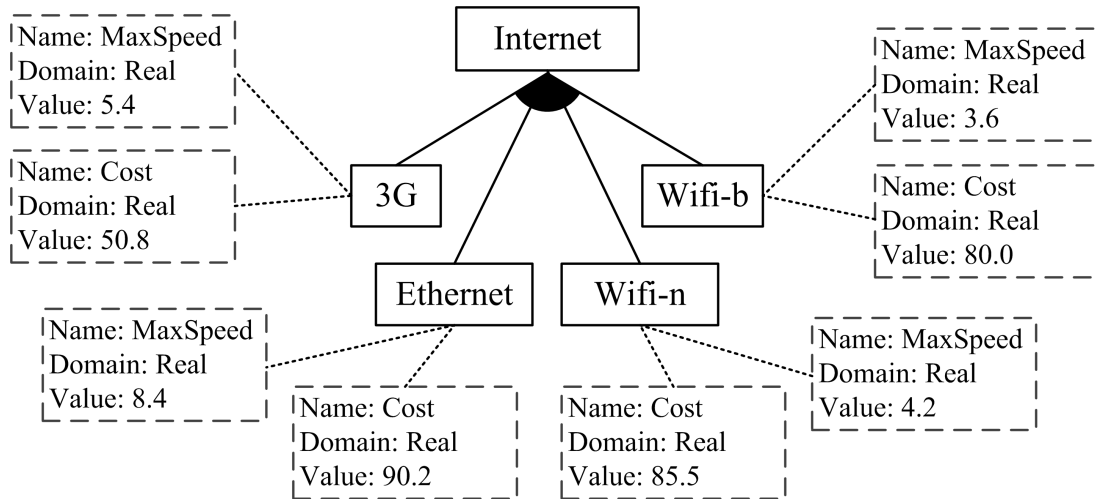 Internet
Name: MaxSpeed
Domain: Real
Value: 5.4
Name: Cost
Domain: Real
Value: 50.8
3G
Wifi-b
Name: MaxSpeed
Domain: Real
Value: 3.6
Name: Cost
Domain: Real
Value: 80.0
Ethernet
Wifi-n
Name: MaxSpeed
Domain: Real
Value: 8.4
Name: Cost
Domain: Real
Value: 90.2
Name: Cost
Domain: Real
Value: 85.5
Name: MaxSpeed
Domain: Real
Value: 4.2